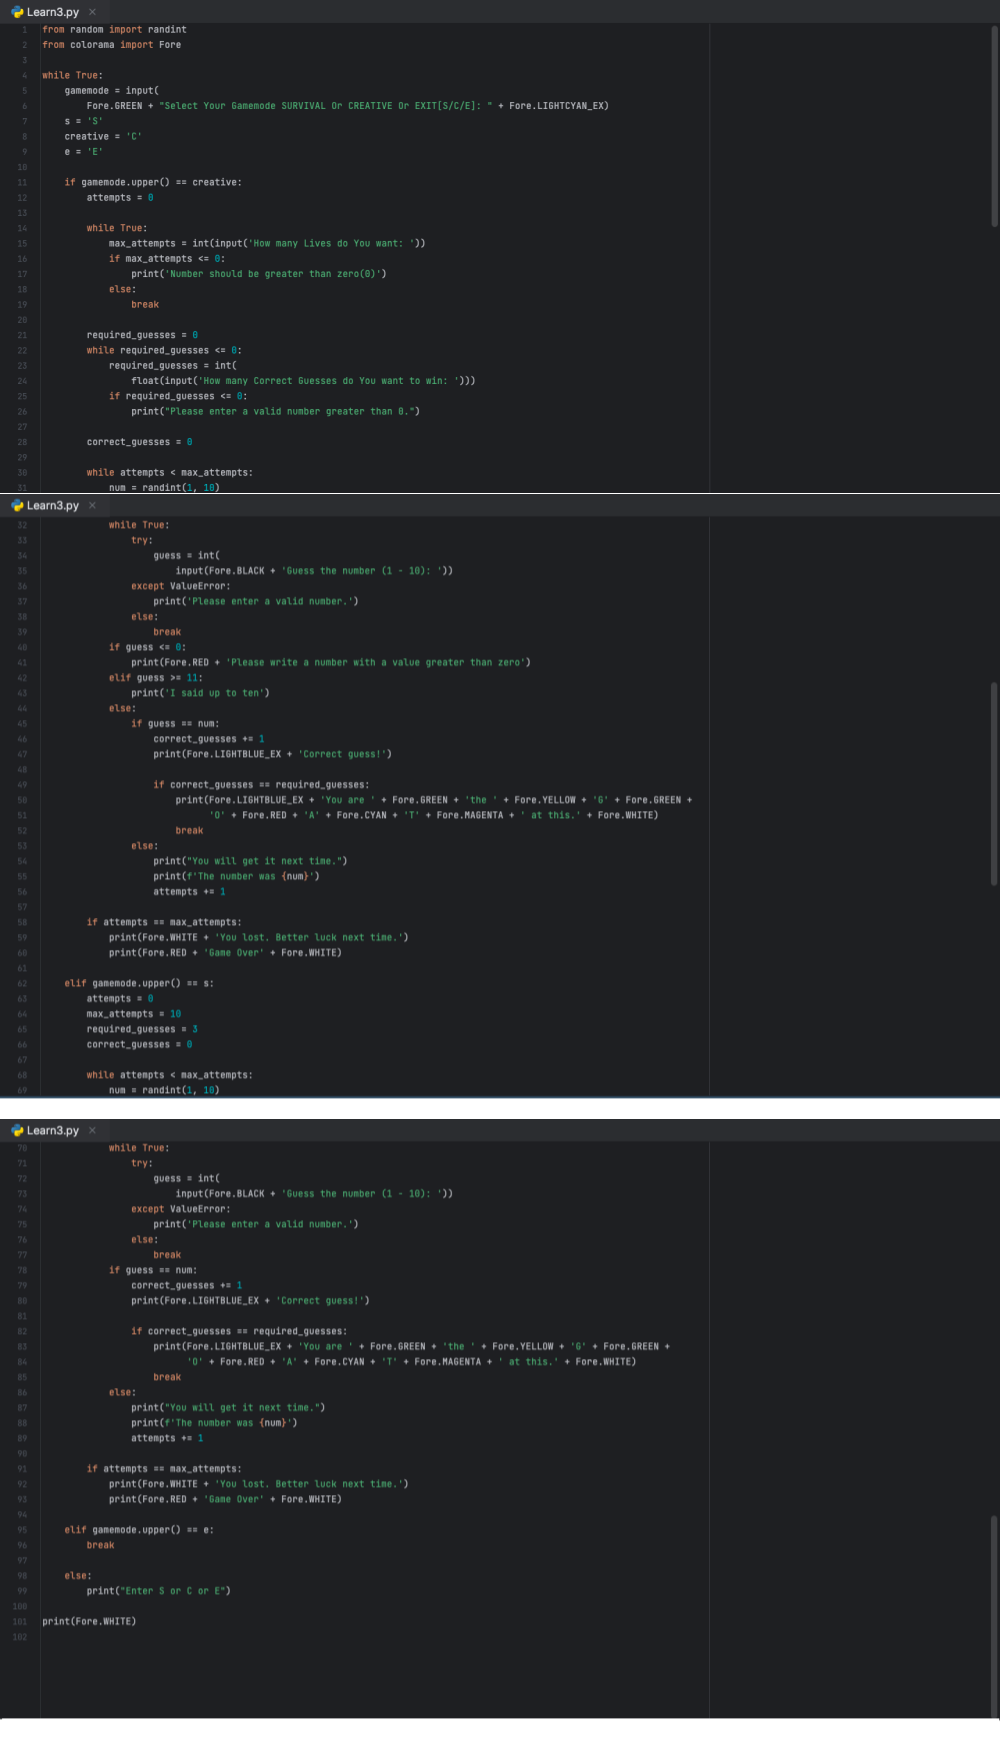 Learn3.py ×
1 from random import randint
2 from colorama import Fore
3
4 while True:
5     gamemode = input(
6         Fore.GREEN + "Select Your Gamemode SURVIVAL Or CREATIVE Or EXIT[S/C/E]: " + Fore.LIGHTCYAN_EX)
7     s = 'S'
8     creative = 'C'
9     e = 'E'
10
11     if gamemode.upper() == creative:
12         attempts = 0
13
14         while True:
15             max_attempts = int(input('How many Lives do You want: '))
16             if max_attempts <= 0:
17                 print('Number should be greater than zero(0)')
18             else:
19                 break
20
21         required_guesses = 0
22         while required_guesses <= 0:
23             required_guesses = int(
24                 float(input('How many Correct Guesses do You want to win: ')))
25             if required_guesses <= 0:
26                 print("Please enter a valid number greater than 0.")
27
28         correct_guesses = 0
29
30         while attempts < max_attempts:
31             num = randint(1, 10)
Learn3.py ×
32             while True:
33                 try:
34                     guess = int(
35                         input(Fore.BLACK + 'Guess the number (1 - 10): '))
36                 except ValueError:
37                     print('Please enter a valid number.')
38                 else:
39                     break
40             if guess <= 0:
41                 print(Fore.RED + 'Please write a number with a value greater than zero')
42             elif guess >= 11:
43                 print('I said up to ten')
44             else:
45                 if guess == num:
46                     correct_guesses += 1
47                     print(Fore.LIGHTBLUE_EX + 'Correct guess!')
48
49                     if correct_guesses == required_guesses:
50                         print(Fore.LIGHTBLUE_EX + 'You are ' + Fore.GREEN + 'the ' + Fore.YELLOW + 'G' + Fore.GREEN +
51                               'O' + Fore.RED + 'A' + Fore.CYAN + 'T' + Fore.MAGENTA + ' at this.' + Fore.WHITE)
52                         break
53                 else:
54                     print("You will get it next time.")
55                     print(f'The number was {num}')
56                     attempts += 1
57
58         if attempts == max_attempts:
59             print(Fore.WHITE + 'You lost. Better luck next time.')
60             print(Fore.RED + 'Game Over' + Fore.WHITE)
61
62     elif gamemode.upper() == s:
63         attempts = 0
64         max_attempts = 10
65         required_guesses = 3
66         correct_guesses = 0
67
68         while attempts < max_attempts:
69             num = randint(1, 10)
Learn3.py ×
70             while True:
71                 try:
72                     guess = int(
73                         input(Fore.BLACK + 'Guess the number (1 - 10): '))
74                 except ValueError:
75                     print('Please enter a valid number.')
76                 else:
77                     break
78             if guess == num:
79                 correct_guesses += 1
80                 print(Fore.LIGHTBLUE_EX + 'Correct guess!')
81
82                 if correct_guesses == required_guesses:
83                     print(Fore.LIGHTBLUE_EX + 'You are ' + Fore.GREEN + 'the ' + Fore.YELLOW + 'G' + Fore.GREEN +
84                           'O' + Fore.RED + 'A' + Fore.CYAN + 'T' + Fore.MAGENTA + ' at this.' + Fore.WHITE)
85                     break
86             else:
87                 print("You will get it next time.")
88                 print(f'The number was {num}')
89                 attempts += 1
90
91         if attempts == max_attempts:
92             print(Fore.WHITE + 'You lost. Better luck next time.')
93             print(Fore.RED + 'Game Over' + Fore.WHITE)
94
95     elif gamemode.upper() == e:
96         break
97
98     else:
99         print("Enter S or C or E")
100
101 print(Fore.WHITE)
102